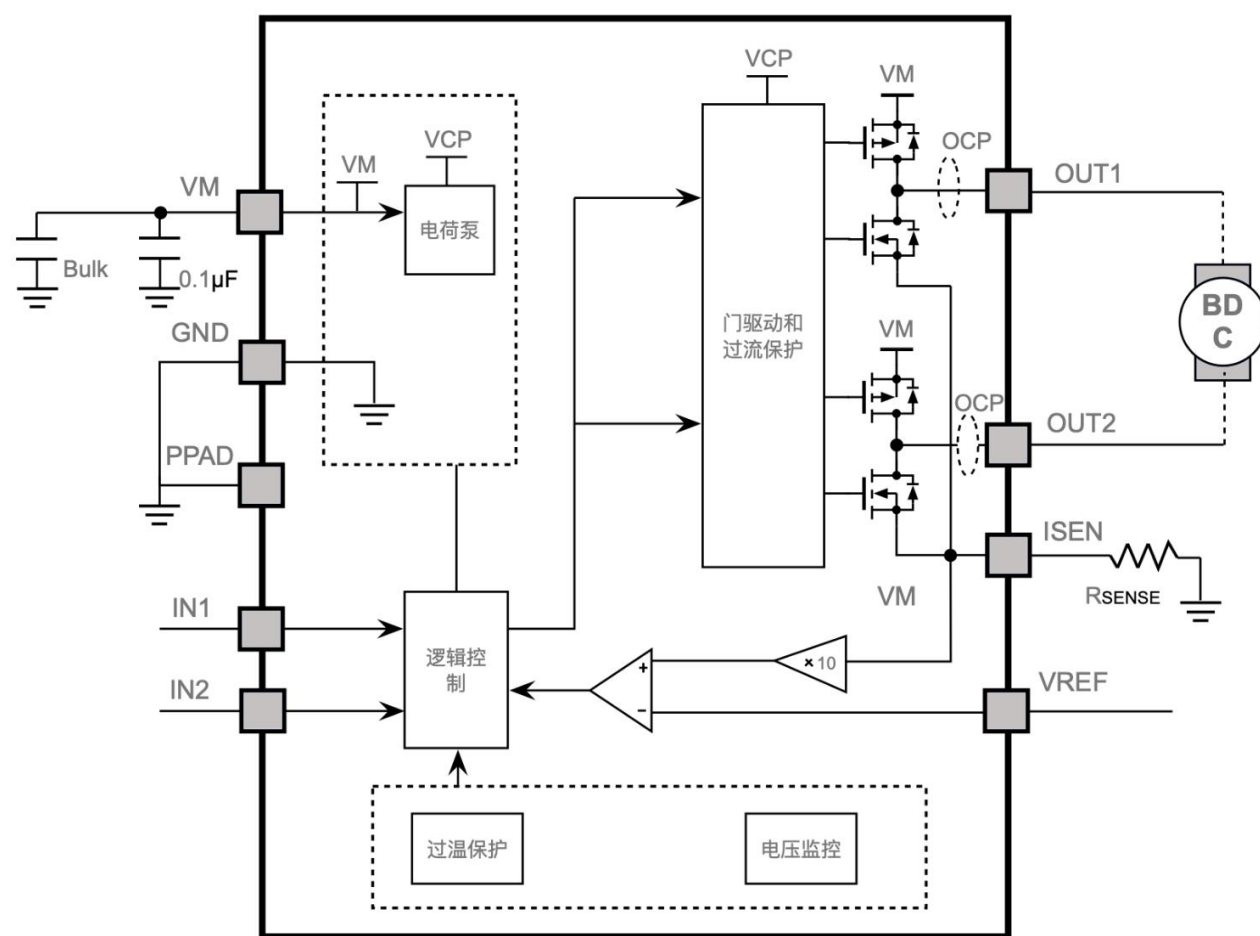 VCP
VM
VCP
VM
OCP
VM
OUT1
电荷泵
Bulk
0.1μF
GND
门驱动和
过流保护
VM
BD
C
OCP
OUT2
PPAD
ISEN
VM
RSENSE
IN1
逻辑控
制
+
× 10
IN2
−
VREF
过温保护
电压监控